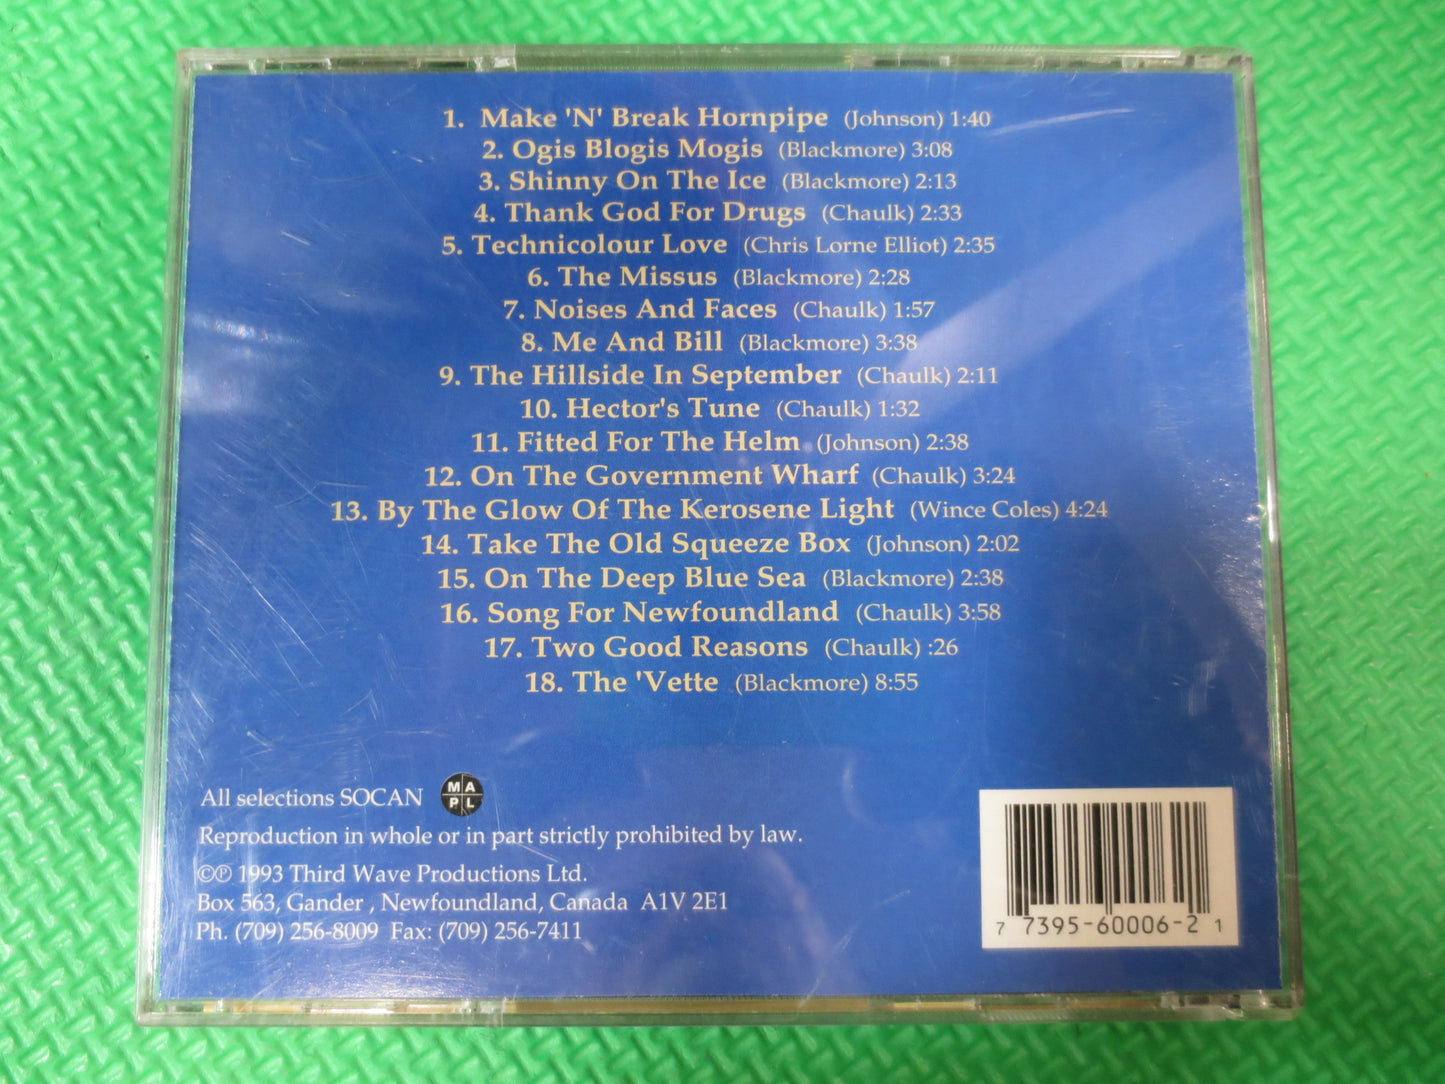 1. Make 'N' Break Hornpipe (Johnson) 1:40
2. Ogis Blogis Mogis (Blackmore) 3:08
3. Shinny On The Ice (Blackmore) 2:13
4. Thank God For Drugs (Chaulk) 2:33
5. Technicolour Love (Chris Lorne Elliot) 2:35
6. The Missus (Blackmore) 2:28
7. Noises And Faces (Chaulk) 1:57
8. Me And Bill (Blackmore) 3:38
9. The Hillside In September (Chaulk) 2:11
10. Hector's Tune (Chaulk) 1:32
11. Fitted For The Helm (Johnson) 2:38
12. On The Government Wharf (Chaulk) 3:24
13. By The Glow Of The Kerosene Light (Wince Coles) 4:24
14. Take The Old Squeeze Box (Johnson) 2:02
15. On The Deep Blue Sea (Blackmore) 2:38
16. Song For Newfoundland (Chaulk) 3:58
17. Two Good Reasons (Chaulk) :26
18. The 'Vette (Blackmore) 8:55
All selections SOCAN MA
PL
Reproduction in whole or in part strictly prohibited by law.
©℗ 1993 Third Wave Productions Ltd.
Box 563, Gander , Newfoundland, Canada A1V 2E1
Ph. (709) 256-8009 Fax: (709) 256-7411
7 7395-60006-2 1